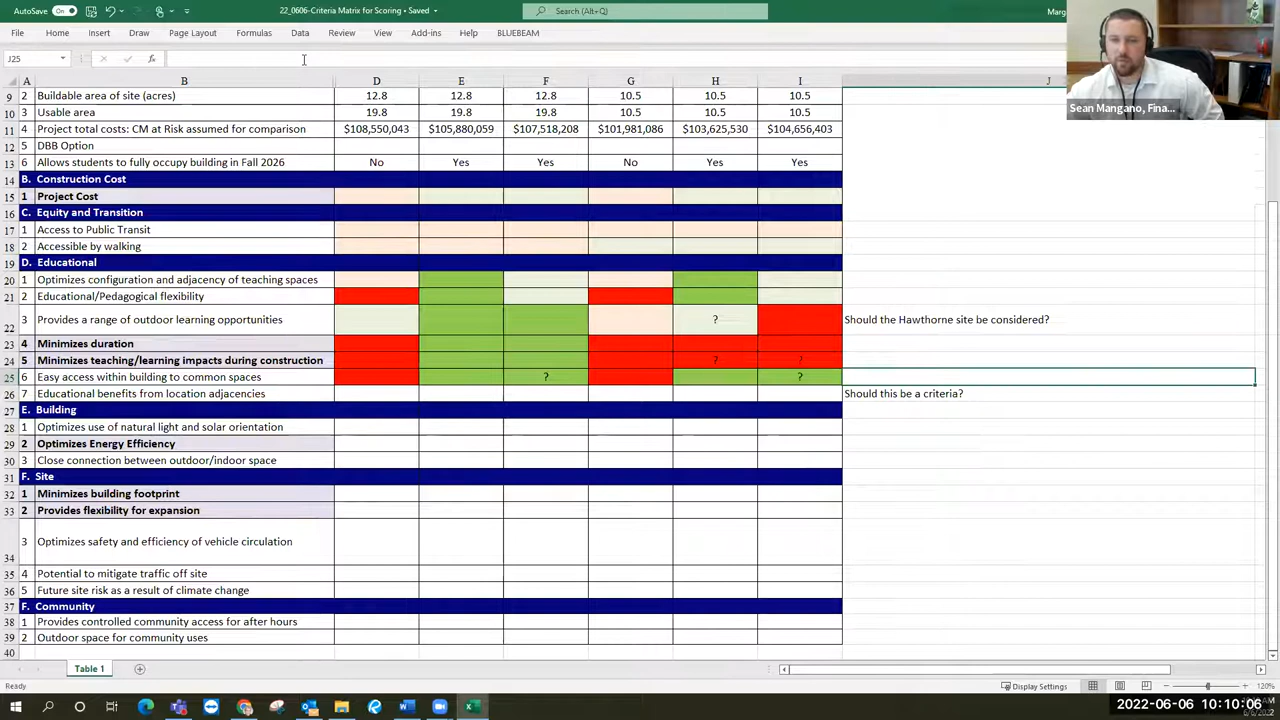 AutoSave On 22_0606-Criteria Matrix for Scoring • Saved Search (Alt+Q)
File Home Insert Draw Page Layout Formulas Data Review View Add-ins Help BLUEBEAM
J25 fx
Sean Mangano, Fina...
A B D E F G H I J
9 2 Buildable area of site (acres) 12.8 12.8 12.8 10.5 10.5 10.5
10 3 Usable area 19.8 19.8 19.8 10.5 10.5 10.5
11 4 Project total costs: CM at Risk assumed for comparison $108,550,043 $105,880,059 $107,518,208 $101,981,086 $103,625,530 $104,656,403
12 5 DBB Option
13 6 Allows students to fully occupy building in Fall 2026 No Yes Yes No Yes Yes
14 B. Construction Cost
15 1 Project Cost
16 C. Equity and Transition
17 1 Access to Public Transit
18 2 Accessible by walking
19 D. Educational
20 1 Optimizes configuration and adjacency of teaching spaces
21 2 Educational/Pedagogical flexibility
22 3 Provides a range of outdoor learning opportunities ? Should the Hawthorne site be considered?
23 4 Minimizes duration
24 5 Minimizes teaching/learning impacts during construction ? ?
25 6 Easy access within building to common spaces ? ?
26 7 Educational benefits from location adjacencies Should this be a criteria?
27 E. Building
28 1 Optimizes use of natural light and solar orientation
29 2 Optimizes Energy Efficiency
30 3 Close connection between outdoor/indoor space
31 F. Site
32 1 Minimizes building footprint
33 2 Provides flexibility for expansion
34 3 Optimizes safety and efficiency of vehicle circulation
35 4 Potential to mitigate traffic off site
36 5 Future site risk as a result of climate change
37 F. Community
38 1 Provides controlled community access for after hours
39 2 Outdoor space for community uses
40
Table 1
Ready Display Settings 120%
2022-06-06 10:10:06